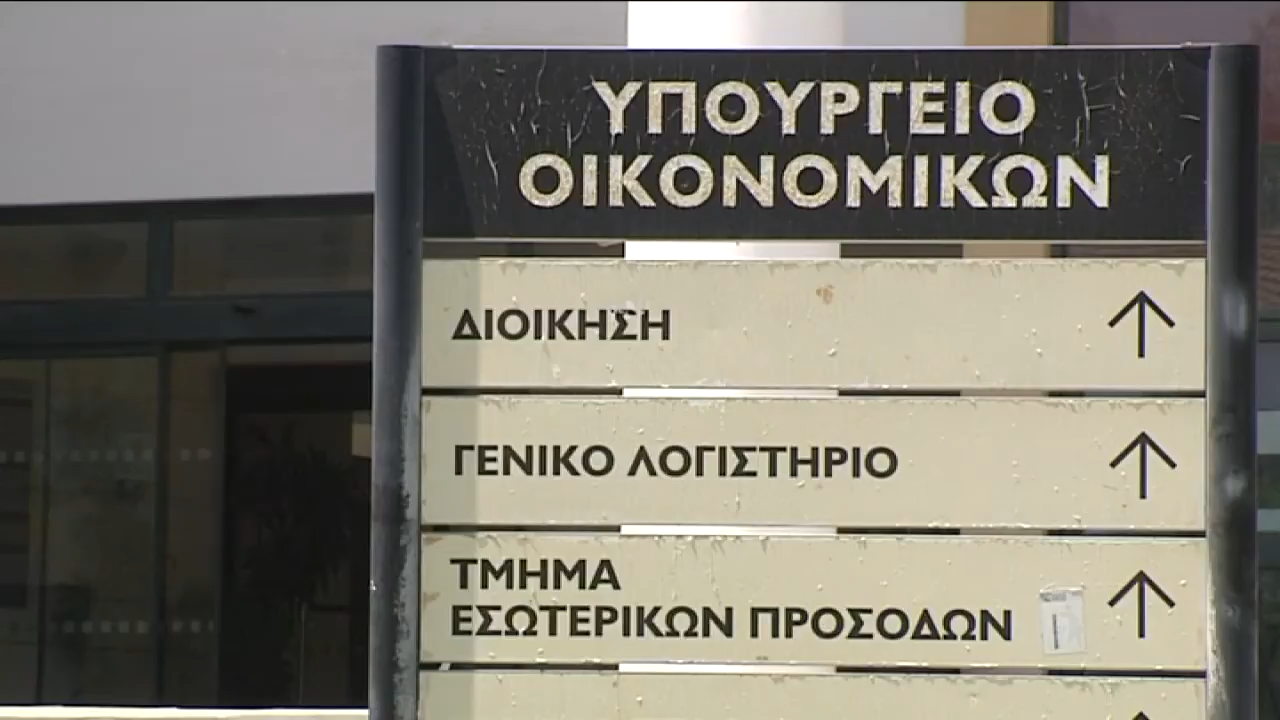 ΥΠΟΥΡΓΕΙΟ
ΟΙΚΟΝΟΜΙΚΩΝ
ΔΙΟΙΚΗΣΗ
ΓΕΝΙΚΟ ΛΟΓΙΣΤΗΡΙΟ
ΤΜΗΜΑ
ΕΣΩΤΕΡΙΚΩΝ ΠΡΟΣΟΔΩΝ